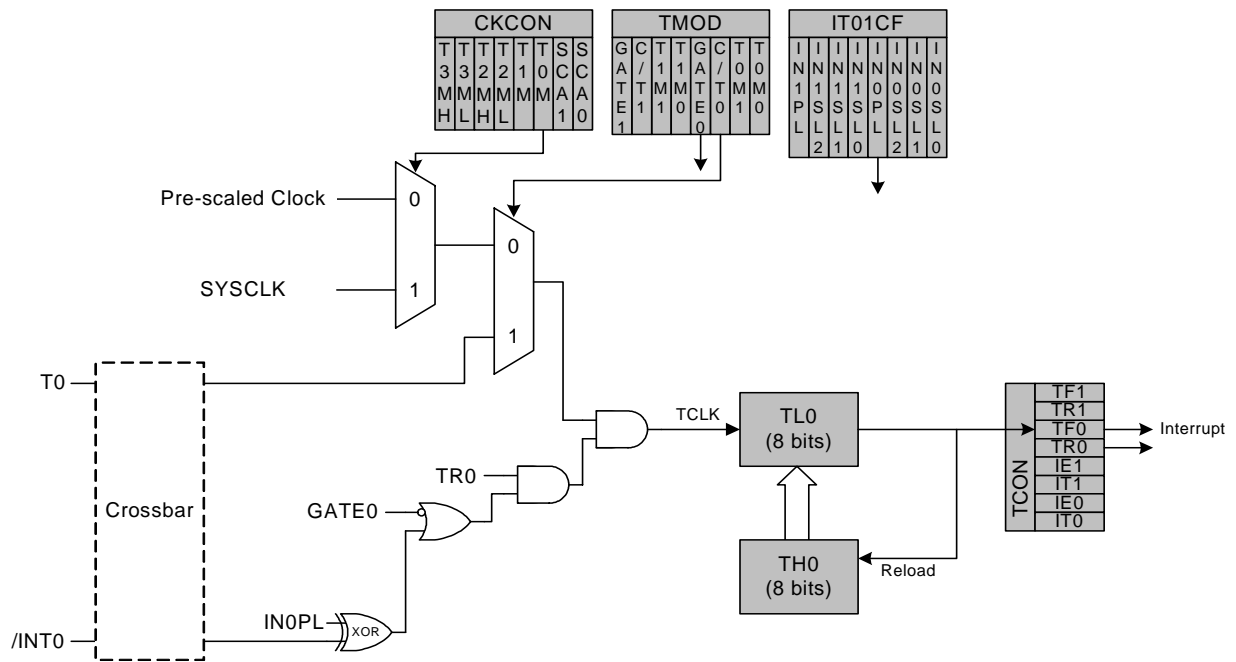 CKCON
T3MH T3ML T2MH T2ML T1M T0M SCA1 SCA0
TMOD
GATE1 C/T1 T1M1 T1M0 GATE0 C/T0 T0M1 T0M0
IT01CF
IN1PL IN1SL2 IN1SL1 IN1SL0 IN0PL IN0SL2 IN0SL1 IN0SL0
Pre-scaled Clock
0
SYSCLK
1
0
1
T0
Crossbar
/INT0
GATE0
TR0
IN0PL
XOR
TCLK
TL0
(8 bits)
TH0
(8 bits)
Reload
TCON
TF1
TR1
TF0
TR0
IE1
IT1
IE0
IT0
Interrupt